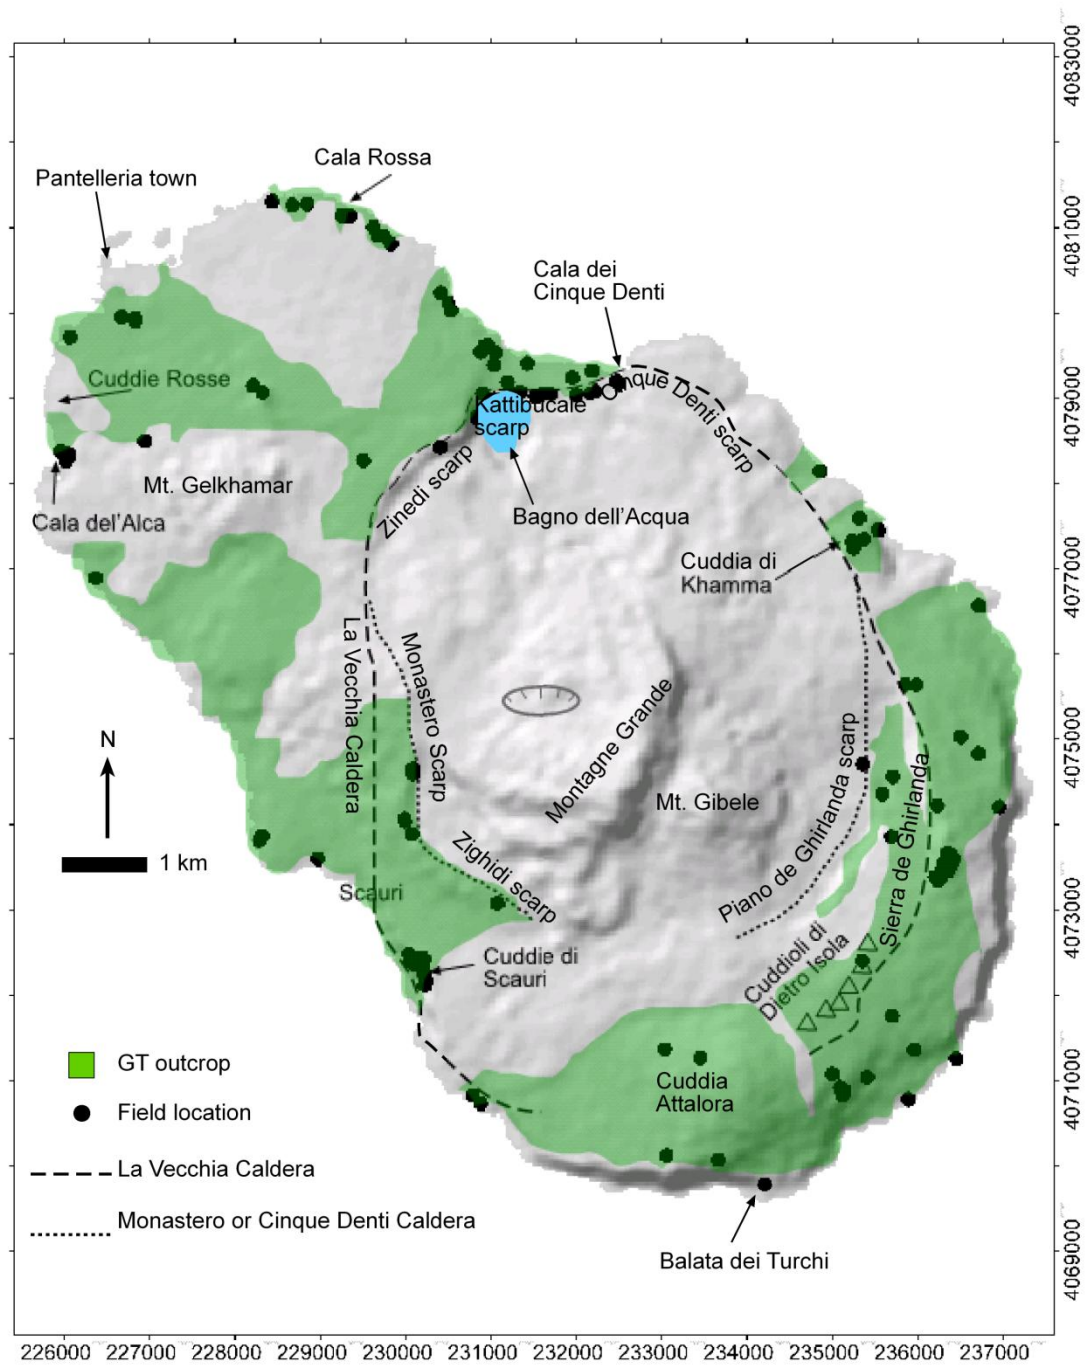 Cala Rossa
Pantelleria town
Cala dei
Cinque Denti
Cuddie Rosse
Kattibucale
scarp
Cinque Denti scarp
Zinedi scarp
Mt. Gelkhamar
Cala del'Alca
Bagno dell'Acqua
Cuddia di
Khamma
La Vecchia Caldera
Monastero Scarp
Montagne Grande
Mt. Gibele
Piano de Ghirlanda scarp
Sierra de Ghirlanda
N
1 km
Zighidi scarp
Scauri
Cuddie di
Scauri
Cuddioli di
Dietro Isola
Cuddia
Attalora
GT outcrop
Field location
La Vecchia Caldera
Monastero or Cinque Denti Caldera
Balata dei Turchi
4083000
4081000
4079000
4077000
4075000
4073000
4071000
4069000
226000 227000 228000 229000 230000 231000 232000 233000 234000 235000 236000 237000